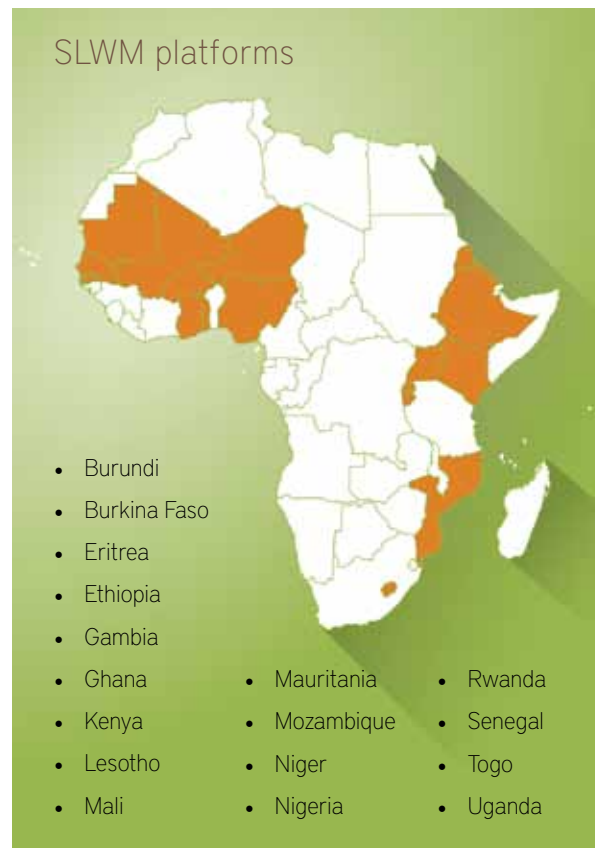 SLWM platforms
• Burundi
• Burkina Faso
• Eritrea
• Ethiopia
• Gambia
• Ghana
• Kenya
• Lesotho
• Mali
• Mauritania
• Mozambique
• Niger
• Nigeria
• Rwanda
• Senegal
• Togo
• Uganda